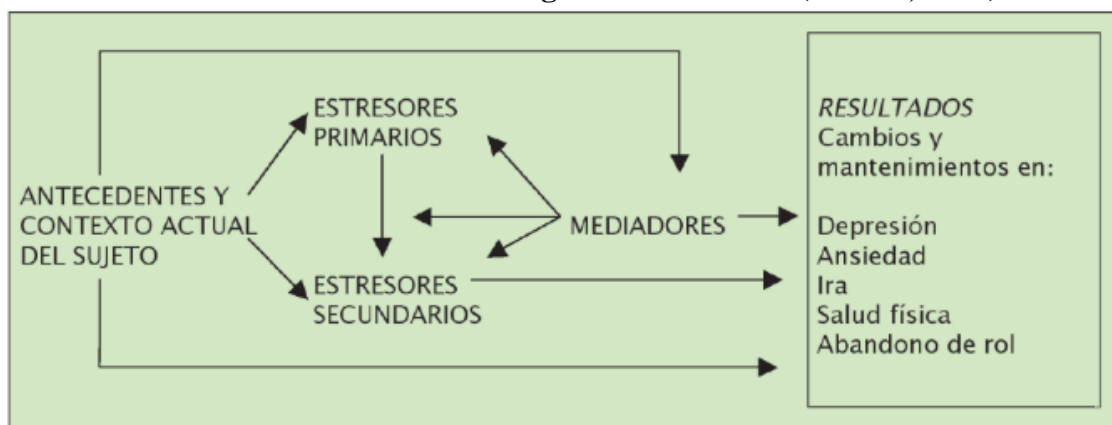 ANTECEDENTES Y
CONTEXTO ACTUAL
DEL SUJETO
ESTRESORES
PRIMARIOS
ESTRESORES
SECUNDARIOS
MEDIADORES
RESULTADOS
Cambios y
mantenimientos en:
Depresión
Ansiedad
Ira
Salud física
Abandono de rol